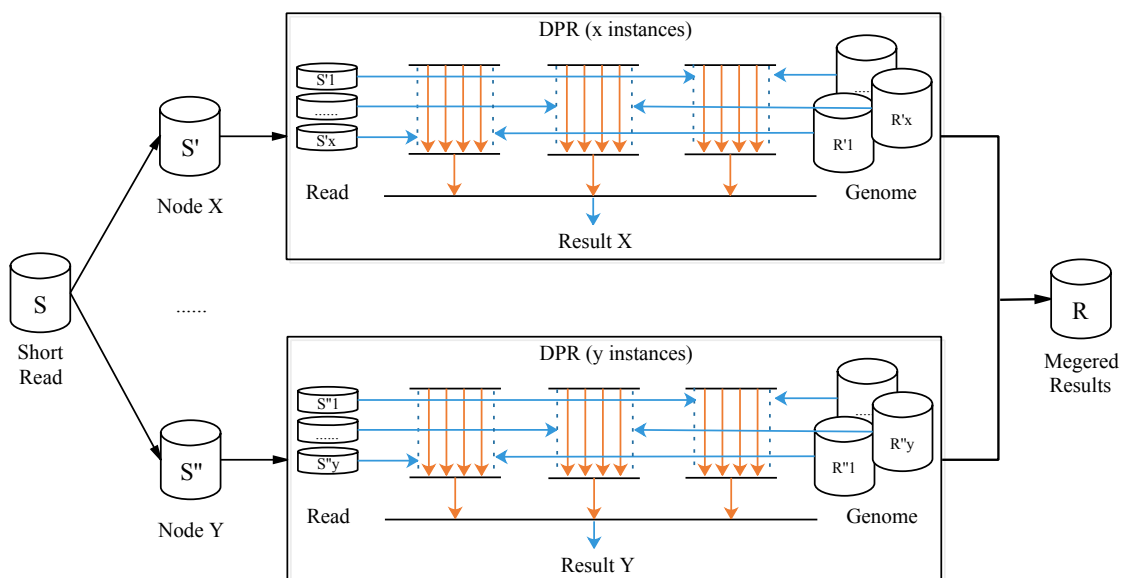 DPR (x instances)
S'1
......
S'x
.....
R'x
R'1
S'
Read
Genome
Node X
Result X
S
Short
Read
......
R
Megered
Results
DPR (y instances)
S"1
......
S"y
.....
R"y
R"1
S"
Read
Genome
Node Y
Result Y